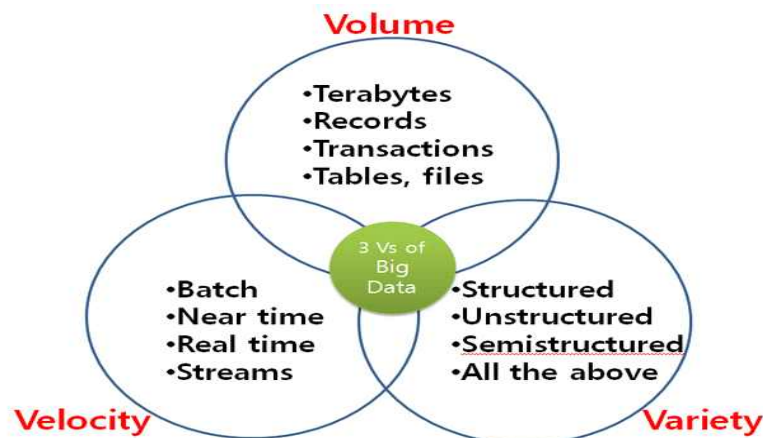 Volume
•Terabytes
•Records
•Transactions
•Tables, files
3 Vs of
Big
Data
•Batch
•Near time
•Real time
•Streams
•Structured
•Unstructured
•Semistructured
•All the above
Velocity
Variety